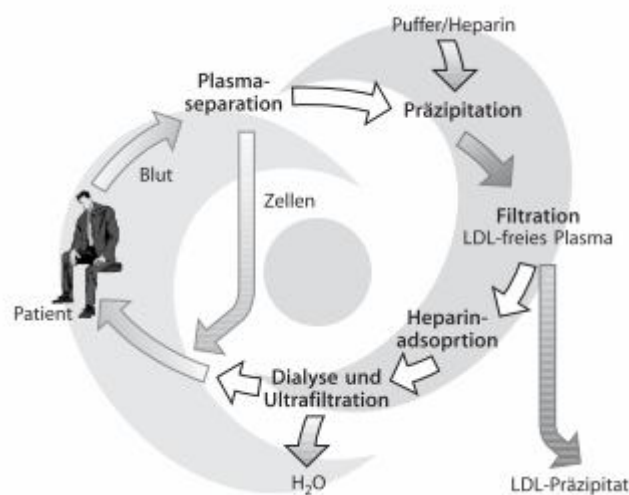 Puffer/Heparin
Plasma-
separation
Präzipitation
Blut
Zellen
Filtration
LDL-freies Plasma
Patient
Heparin-
adsoprtion
Dialyse und
Ultrafiltration
H₂O
LDL-Präzipitat